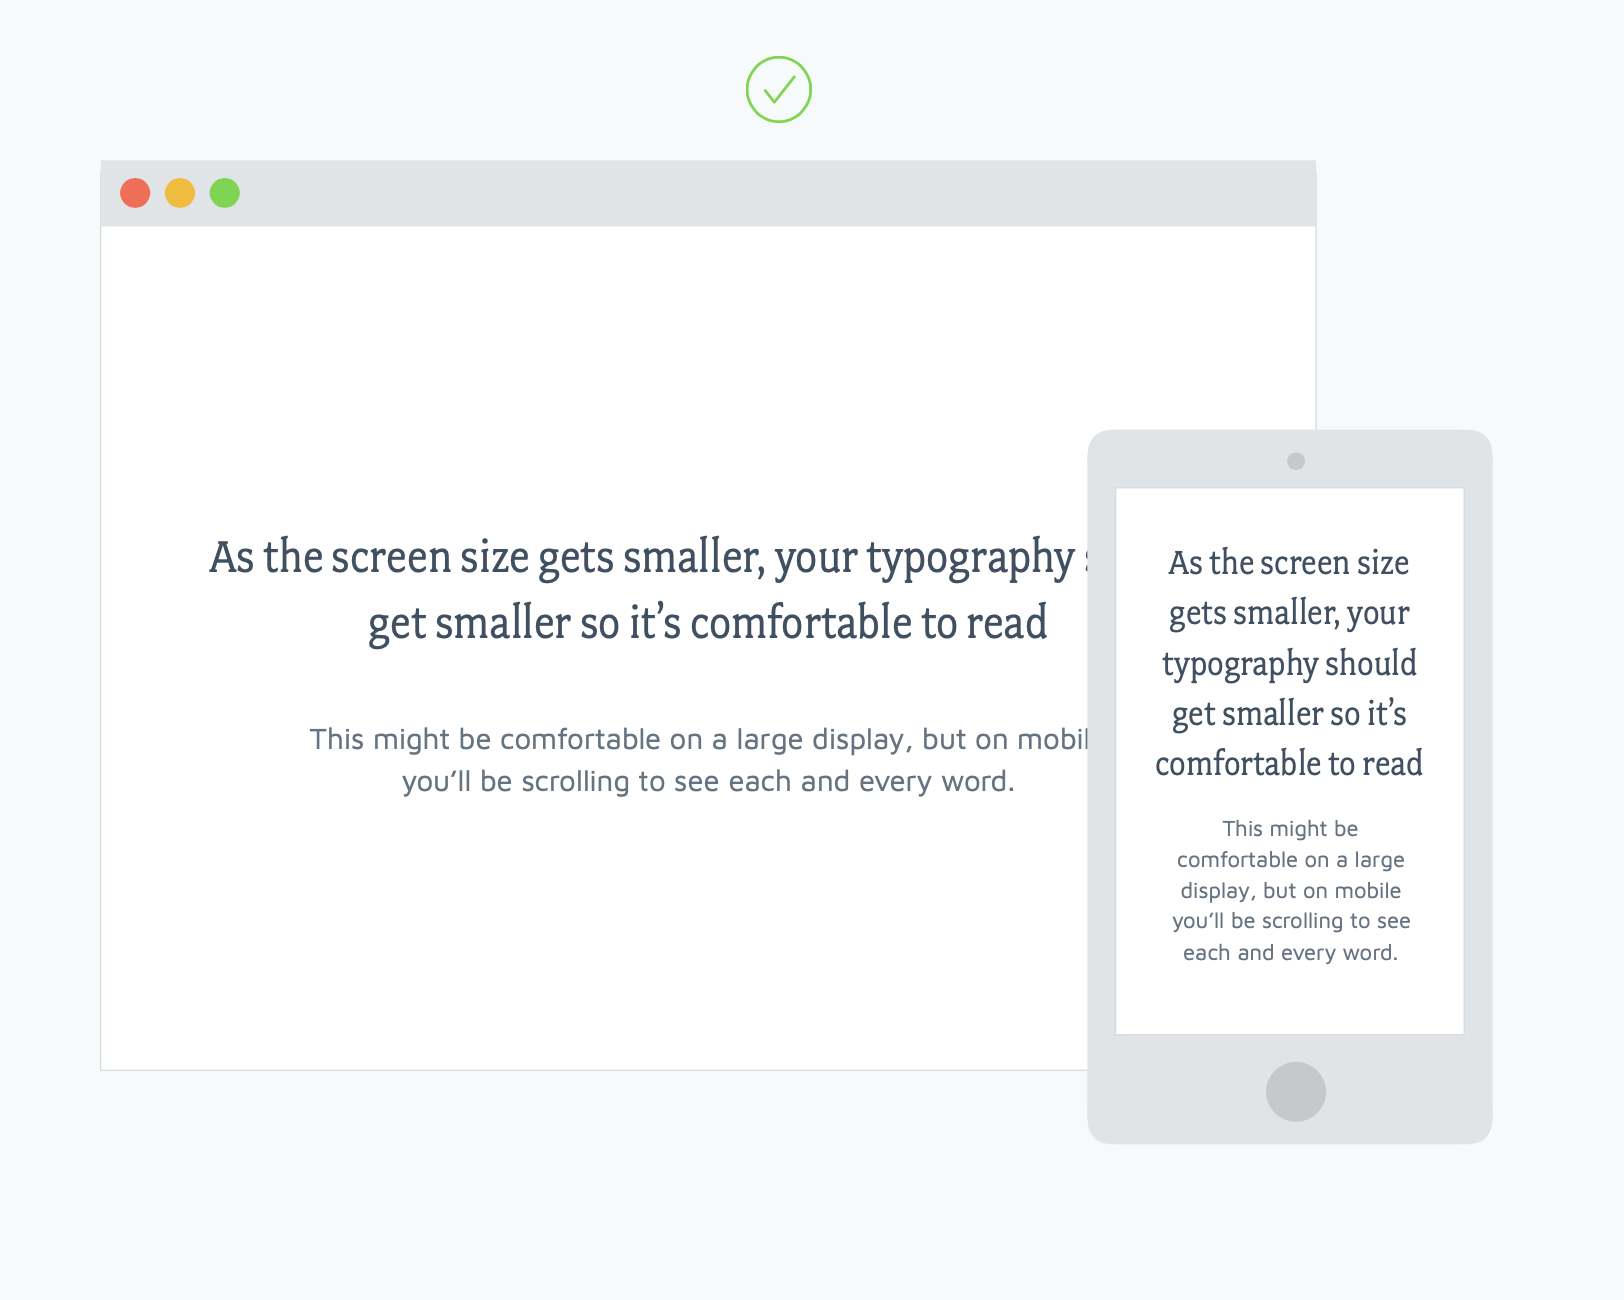 As the screen size gets smaller, your typography
get smaller so it’s comfortable to read
This might be comfortable on a large display, but on mobil
you’ll be scrolling to see each and every word.
As the screen size
gets smaller, your
typography should
get smaller so it’s
comfortable to read
This might be
comfortable on a large
display, but on mobile
you’ll be scrolling to see
each and every word.